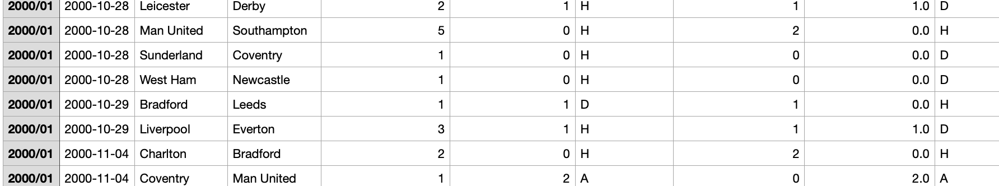 2000/01 2000-10-28 Leicester Derby 2 1 H 1 1.0 D
2000/01 2000-10-28 Man United Southampton 5 0 H 2 0.0 H
2000/01 2000-10-28 Sunderland Coventry 1 0 H 0 0.0 D
2000/01 2000-10-28 West Ham Newcastle 1 0 H 0 0.0 D
2000/01 2000-10-29 Bradford Leeds 1 1 D 1 0.0 H
2000/01 2000-10-29 Liverpool Everton 3 1 H 1 1.0 D
2000/01 2000-11-04 Charlton Bradford 2 0 H 2 0.0 H
2000/01 2000-11-04 Coventry Man United 1 2 A 0 2.0 A